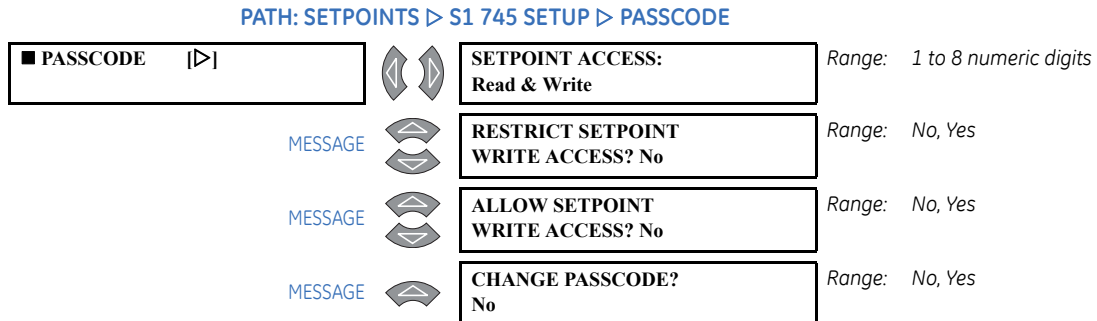 PATH: SETPOINTS ▷ S1 745 SETUP ▷ PASSCODE
■ PASSCODE [▷]
SETPOINT ACCESS:
Read & Write
Range: 1 to 8 numeric digits
MESSAGE
RESTRICT SETPOINT
WRITE ACCESS? No
Range: No, Yes
MESSAGE
ALLOW SETPOINT
WRITE ACCESS? No
Range: No, Yes
MESSAGE
CHANGE PASSCODE?
No
Range: No, Yes